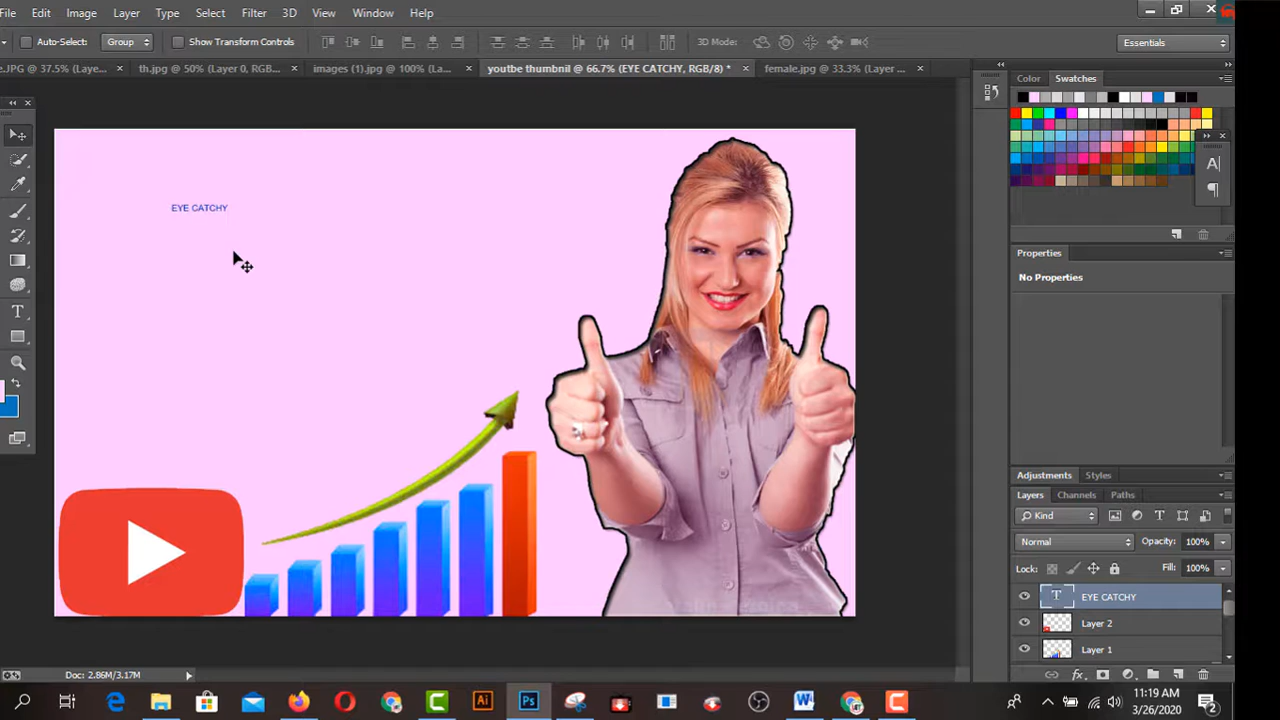 File Edit Image Layer Type Select Filter 3D View Window Help
Auto-Select: Group Show Transform Controls 3D Mode: Essentials
e.JPG @ 37.5% (Laye... × th.jpg @ 50% (Layer 0, RGB... × images (1).jpg @ 100% (La... × youtbe thumbnil @ 66.7% (EYE CATCHY, RGB/8) * × female.jpg @ 33.3% (Layer ... ×
Color Swatches
EYE CATCHY
Properties
No Properties
Adjustments Styles
Layers Channels Paths
Kind
Normal Opacity: 100%
Lock: Fill: 100%
EYE CATCHY
Layer 2
Layer 1
Doc: 2.86M/3.17M
11:19 AM
3/26/2020